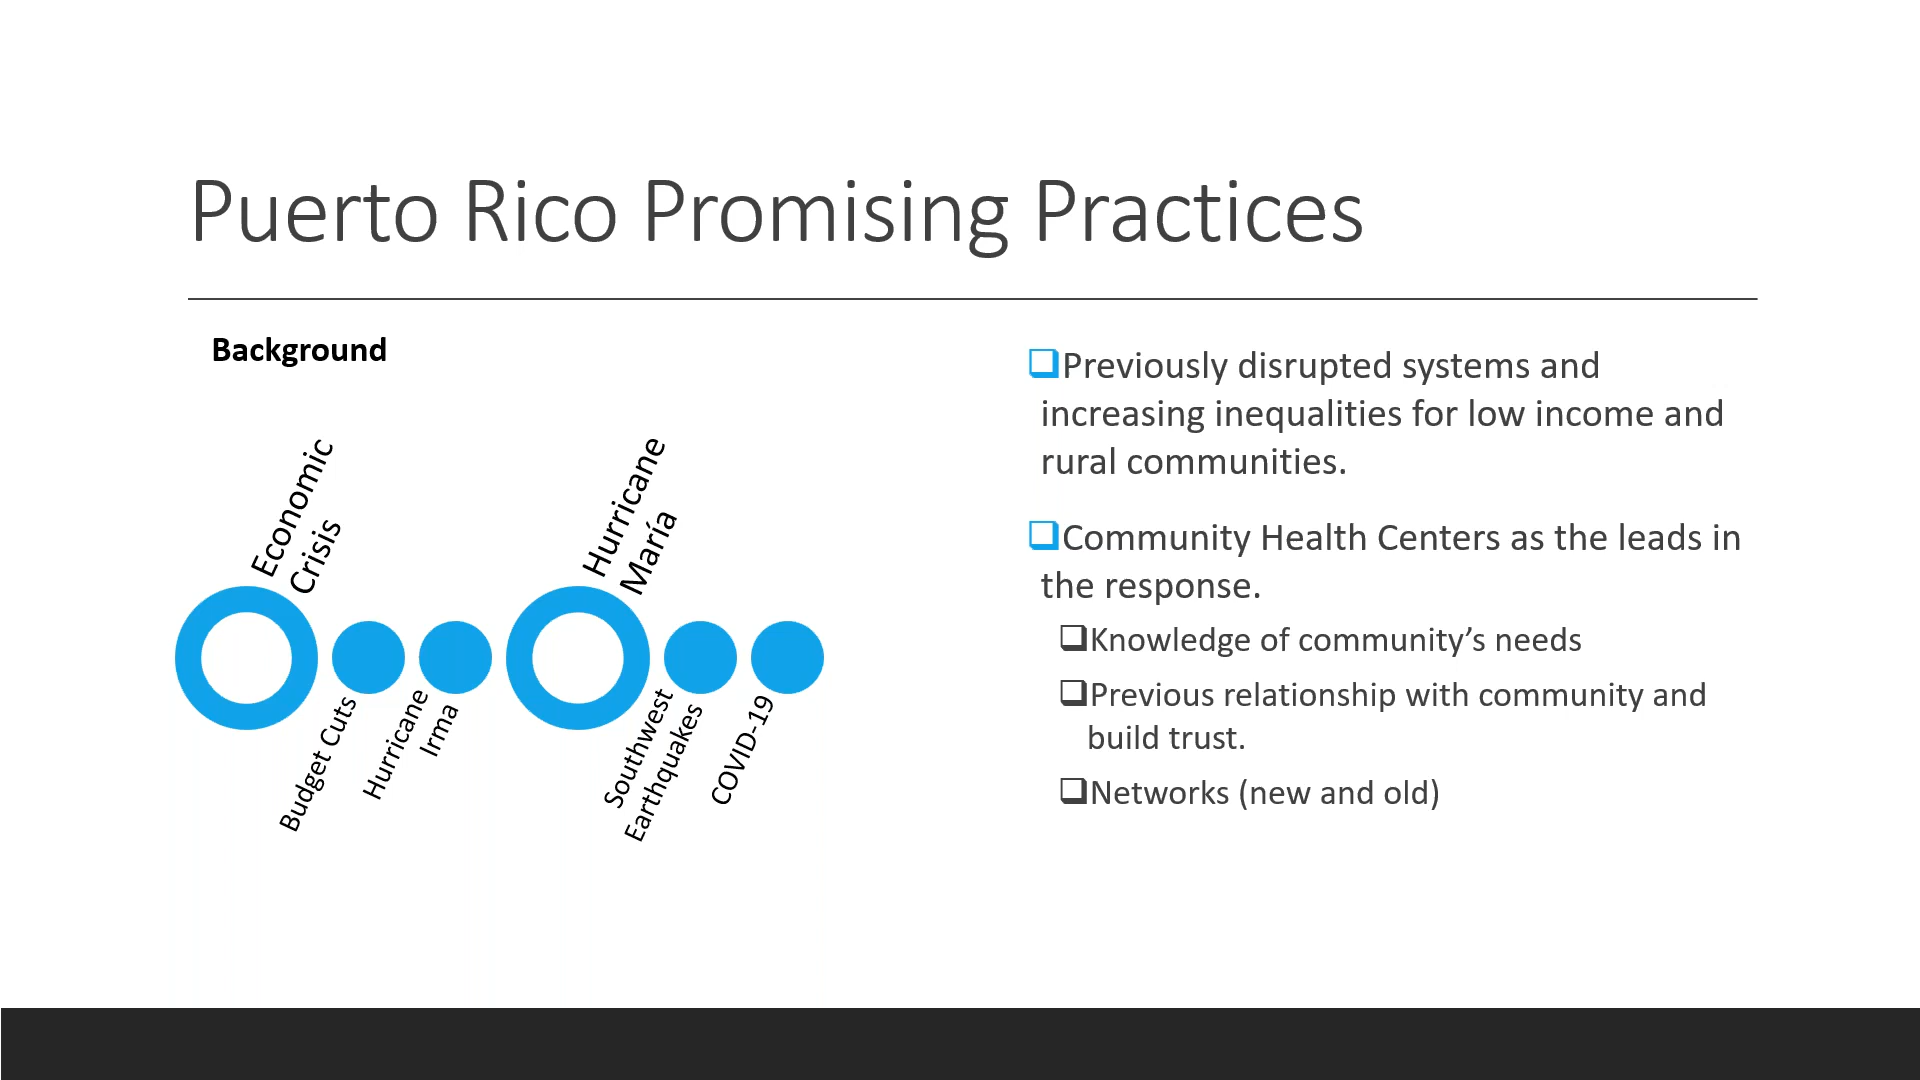 Puerto Rico Promising Practices
Background
Economic
Crisis
Budget Cuts
Hurricane
Irma
Hurricane
María
Southwest
Earthquakes
COVID-19
❑Previously disrupted systems and
increasing inequalities for low income and
rural communities.
❑Community Health Centers as the leads in
the response.
❑Knowledge of community’s needs
❑Previous relationship with community and
build trust.
❑Networks (new and old)